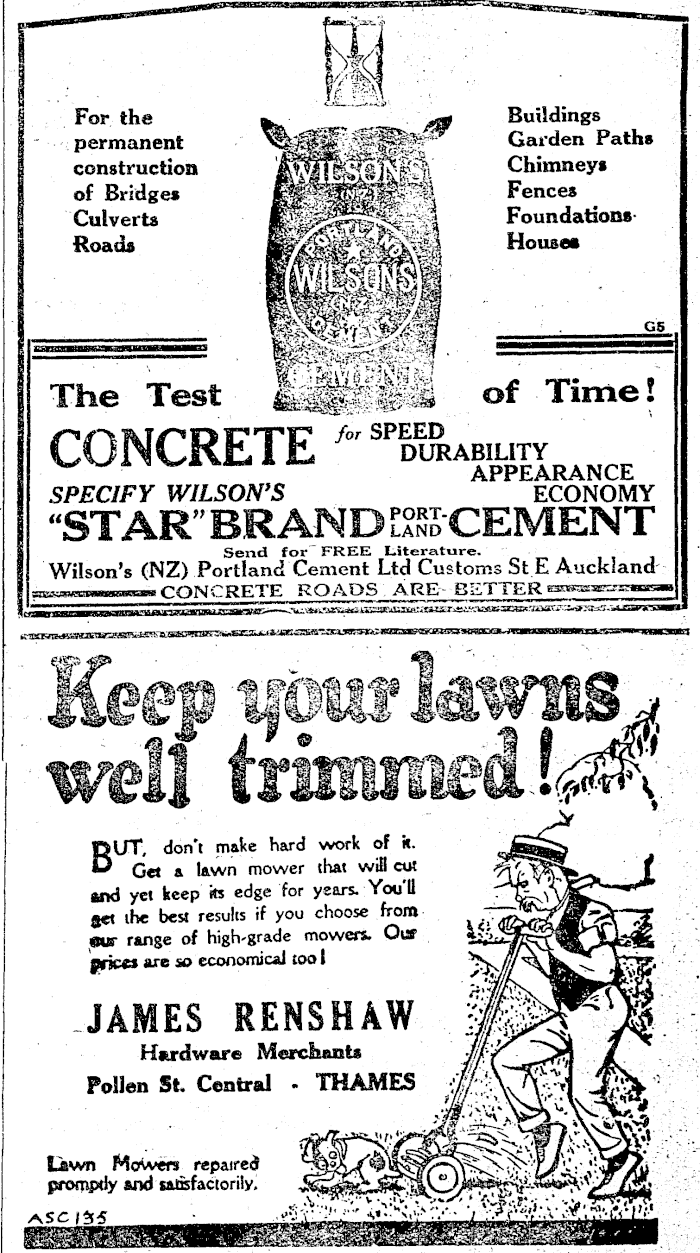 For the
permanent
construction
of Bridges
Culverts
Roads
WILSON'S
(N.Z.)
PORTLAND
WILSONS
(N.Z.)
CEMENT
CEMENT
Buildings
Garden Paths
Chimneys
Fences
Foundations
Houses
G5
The Test of Time!
CONCRETE for SPEED
DURABILITY
APPEARANCE
SPECIFY WILSON'S ECONOMY
"STAR" BRAND PORT-LAND CEMENT
Send for FREE Literature.
Wilson's (NZ) Portland Cement Ltd Customs St E Auckland
CONCRETE ROADS ARE BETTER
Keep your lawns
well trimmed!
BUT, don't make hard work of it.
Get a lawn mower that will cut
and yet keep its edge for years. You'll
get the best results if you choose from
our range of high-grade mowers. Our
prices are so economical too!
JAMES RENSHAW
Hardware Merchants
Pollen St. Central - THAMES
Lawn Mowers repaired
promptly and satisfactorily.
ASC 135